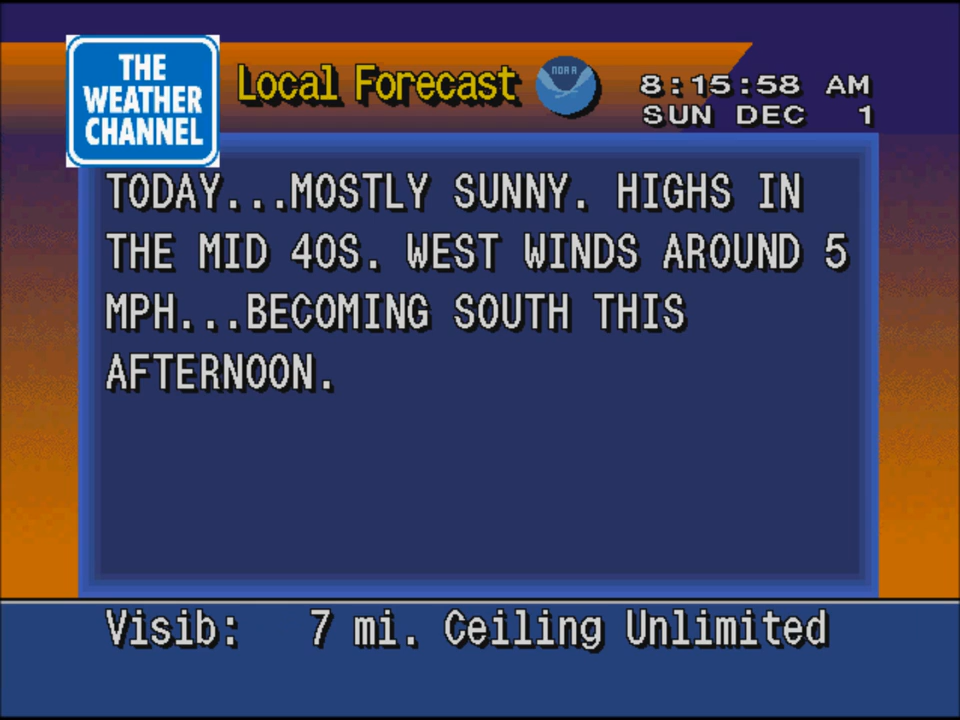 THE
WEATHER
CHANNEL
Local Forecast
NOAA
8:15:58 AM
SUN DEC 1
TODAY...MOSTLY SUNNY. HIGHS IN
THE MID 40S. WEST WINDS AROUND 5
MPH...BECOMING SOUTH THIS
AFTERNOON.
Visib: 7 mi. Ceiling Unlimited